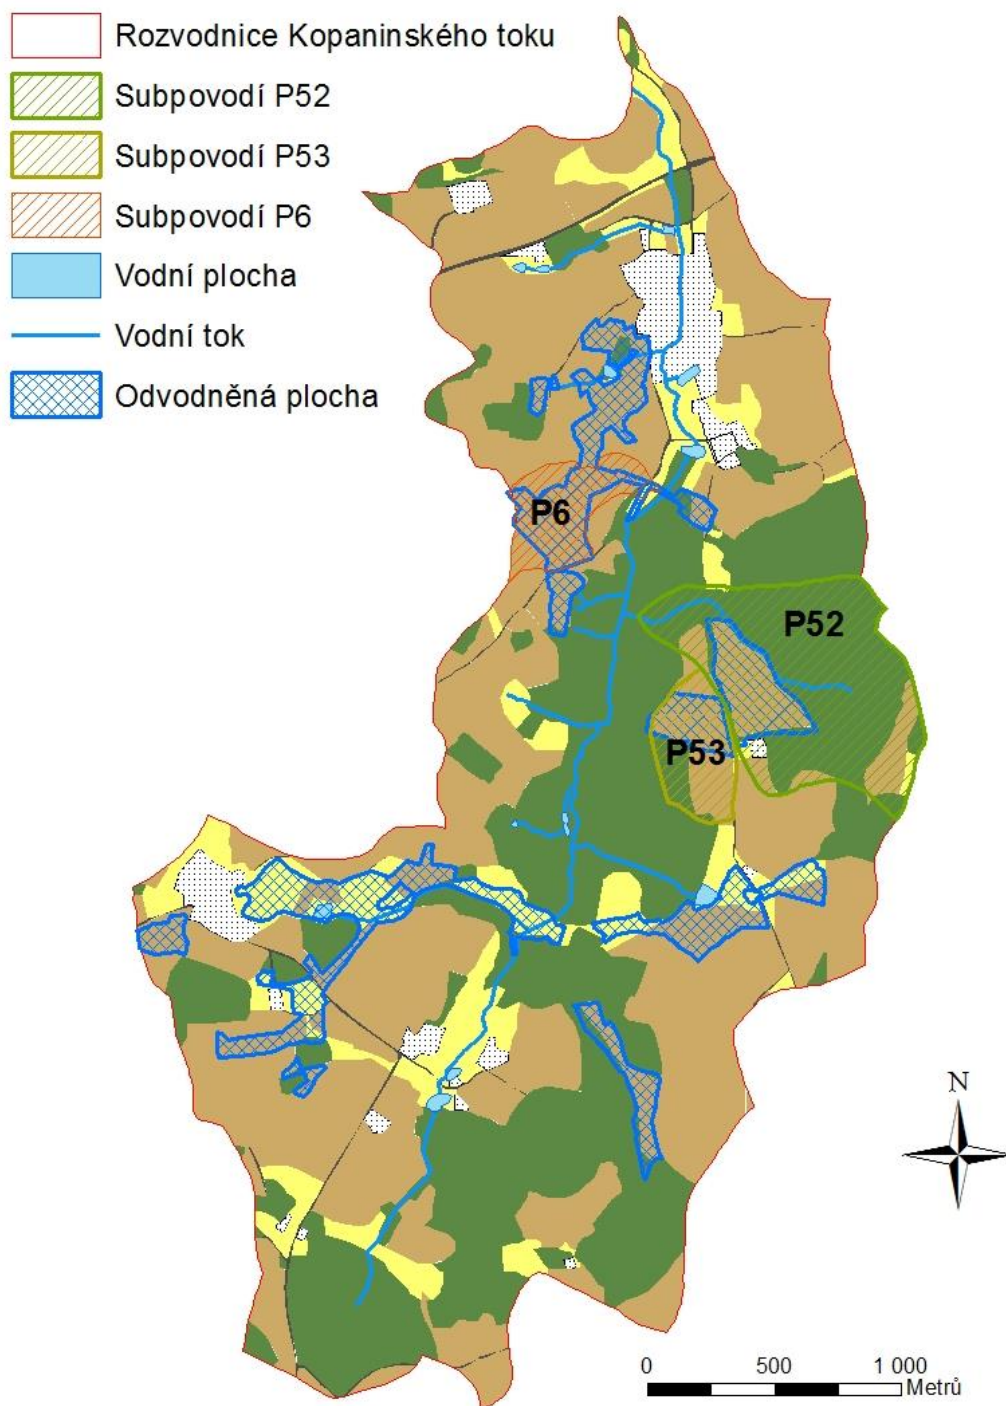 Rozvodnice Kopaninského toku
Subpovodí P52
Subpovodí P53
Subpovodí P6
Vodní plocha
Vodní tok
Odvodněná plocha
P6
P52
P53
N
0 500 1 000
Metrů